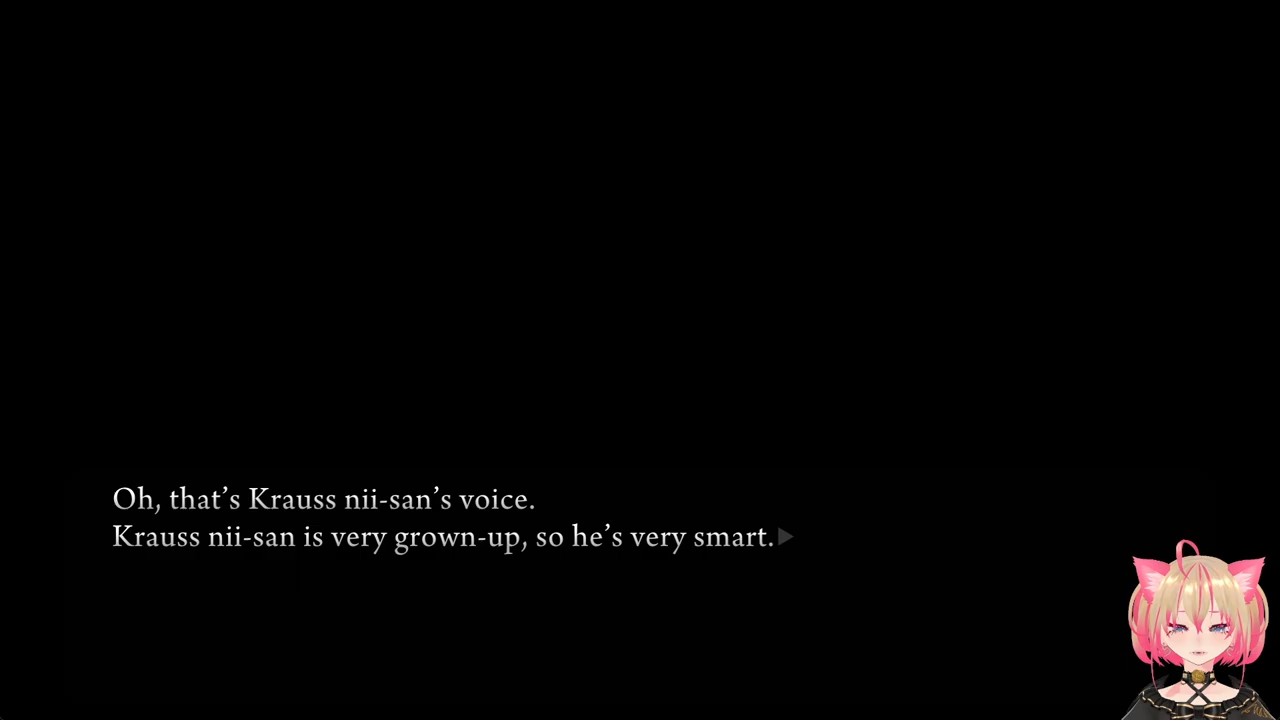 Oh, that’s Krauss nii-san’s voice.
Krauss nii-san is very grown-up, so he’s very smart.